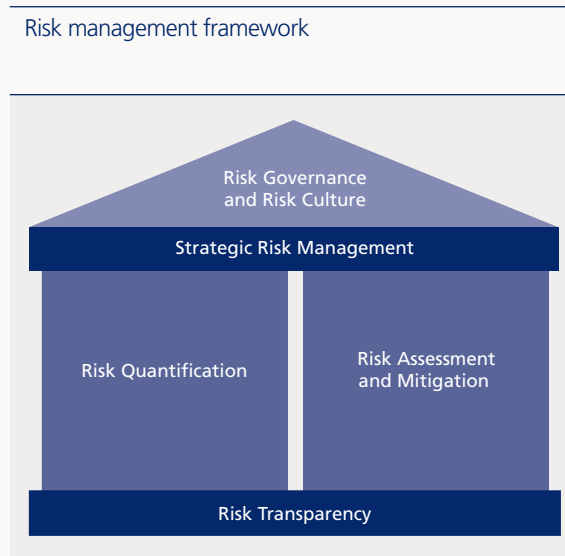 Risk management framework
Risk Governance
and Risk Culture
Strategic Risk Management
Risk Quantification
Risk Assessment
and Mitigation
Risk Transparency